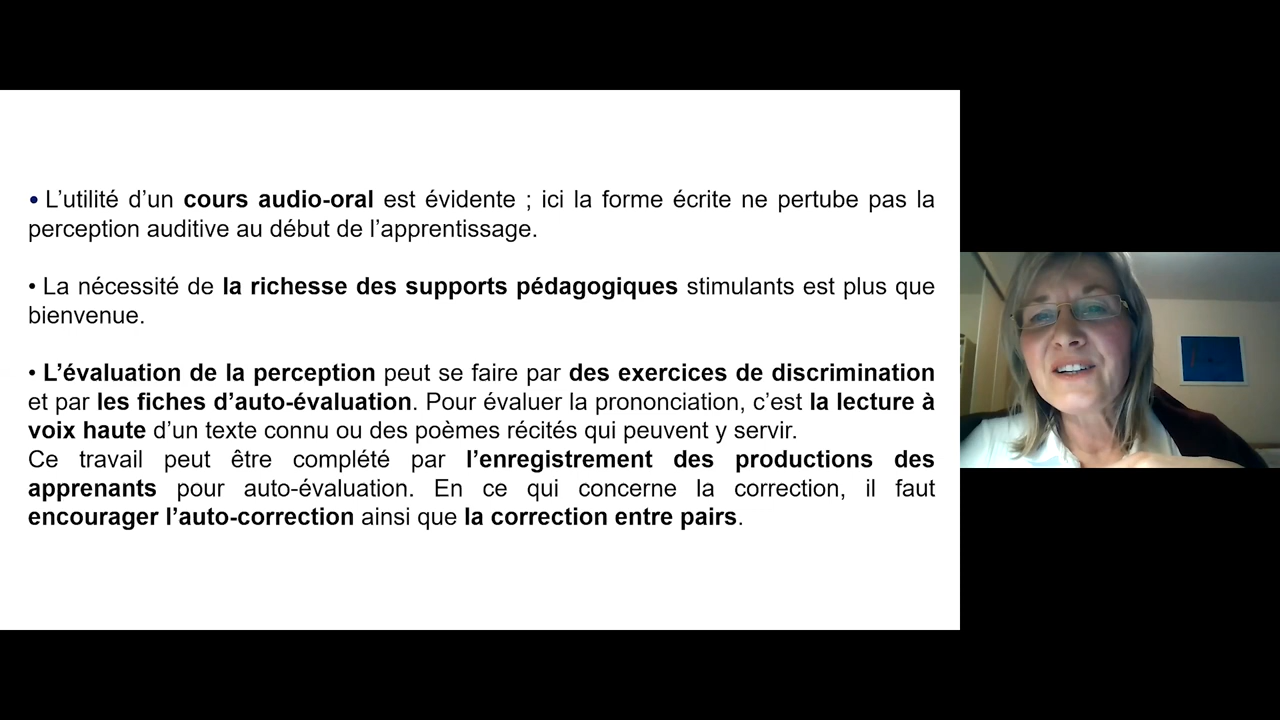 • L’utilité d’un cours audio-oral est évidente ; ici la forme écrite ne pertube pas la
perception auditive au début de l’apprentissage.
• La nécessité de la richesse des supports pédagogiques stimulants est plus que
bienvenue.
• L’évaluation de la perception peut se faire par des exercices de discrimination
et par les fiches d’auto-évaluation. Pour évaluer la prononciation, c’est la lecture à
voix haute d’un texte connu ou des poèmes récités qui peuvent y servir.
Ce travail peut être complété par l’enregistrement des productions des
apprenants pour auto-évaluation. En ce qui concerne la correction, il faut
encourager l’auto-correction ainsi que la correction entre pairs.